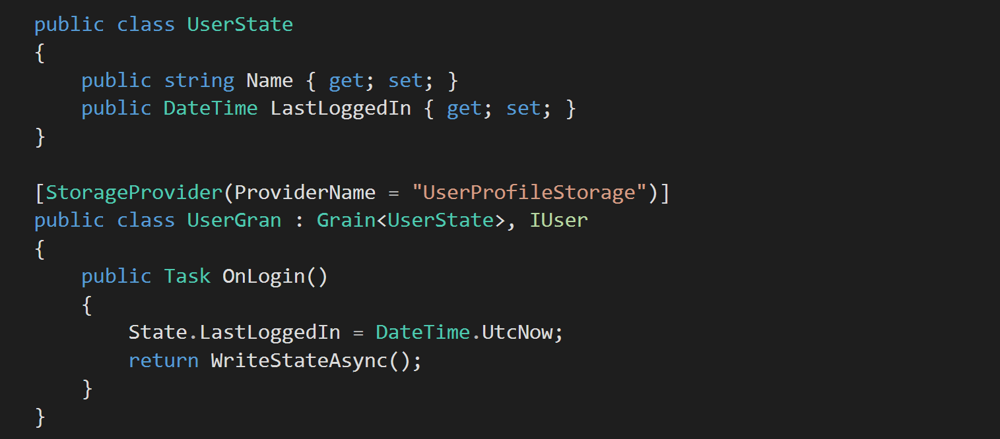 public class UserState
{
    public string Name { get; set; }
    public DateTime LastLoggedIn { get; set; }
}

[StorageProvider(ProviderName = "UserProfileStorage")]
public class UserGran : Grain<UserState>, IUser
{
    public Task OnLogin()
    {
        State.LastLoggedIn = DateTime.UtcNow;
        return WriteStateAsync();
    }
}